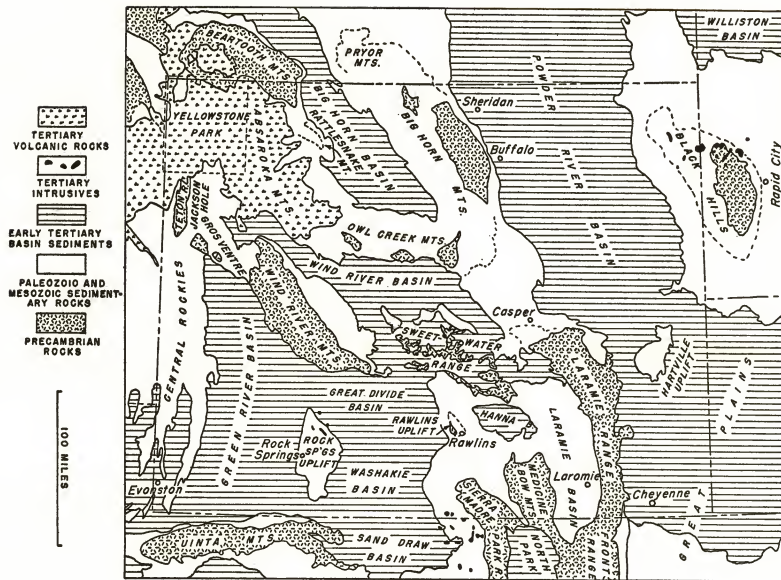 TERTIARY
VOLCANIC ROCKS
TERTIARY
INTRUSIVES
EARLY TERTIARY
BASIN SEDIMENTS
PALEOZOIC AND
MESOZOIC SEDIMENT-
ARY ROCKS
PRECAMBRIAN
ROCKS
100 MILES
WILLISTON
BASIN
BEARTOOTH MTS.
PRYOR
MTS.
POWDER
RIVER
BASIN
Sheridan
Buffalo
YELLOWSTONE
PARK
ABSAROKA MTS.
BIG HORN BASIN
RATTLESNAKE
MT.
BIG HORN
MTS.
BLACK
HILLS
Rapid City
TETON R.
JACKSON
HOLE
GROSVENTRE
OWL CREEK MTS.
WIND RIVER BASIN
WIND RIVER MTS.
CENTRAL ROCKIES
GREEN RIVER BASIN
Casper
SWEET-
WATER
RANGE
LARAMIE
RANGE
HARTVILLE
UPLIFT
GREAT
PLAINS
GREAT DIVIDE
BASIN
RAWLINS
UPLIFT
Rawlins
HANNA
LARAMIE
BASIN
Rock
Springs
ROCK
SP'GS
UPLIFT
WASHAKIE
BASIN
MEDICINE
BOW MTS.
Laramie
Evanston
Cheyenne
SIERRA
MADRE
PARK R.
NORTH
PARK
FRONT
RANGE
UINTA MTS.
SAND DRAW
BASIN